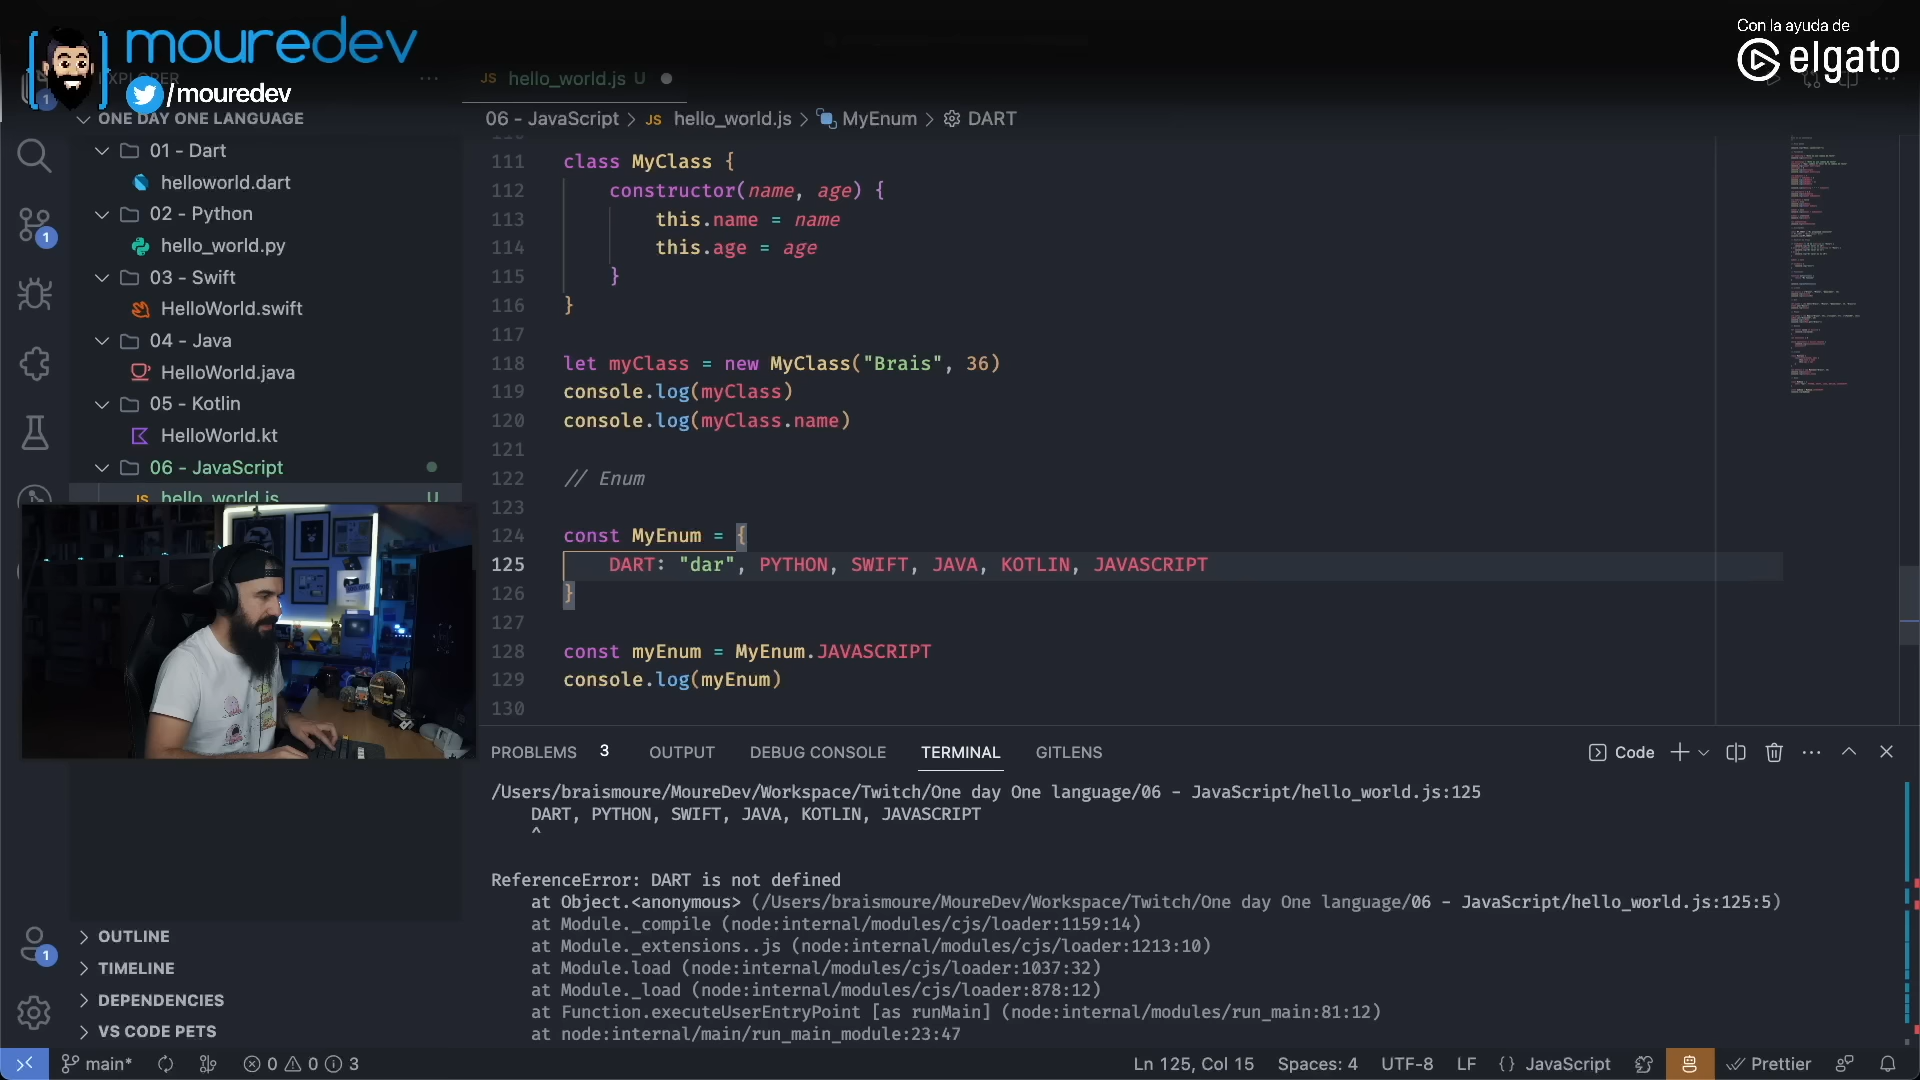 mouredev
/mouredev
Con la ayuda de
elgato
EXPLORER
ONE DAY ONE LANGUAGE
01 - Dart
helloworld.dart
02 - Python
hello_world.py
03 - Swift
HelloWorld.swift
04 - Java
HelloWorld.java
05 - Kotlin
HelloWorld.kt
06 - JavaScript
JS hello_world.js U
1
1
OUTLINE
TIMELINE
DEPENDENCIES
VS CODE PETS
1
JS hello_world.js U
06 - JavaScript > JS hello_world.js > MyEnum > DART
111 class MyClass {
112 constructor(name, age) {
113 this.name = name
114 this.age = age
115 }
116 }
117
118 let myClass = new MyClass("Brais", 36)
119 console.log(myClass)
120 console.log(myClass.name)
121
122 // Enum
123
124 const MyEnum = {
125 DART: "dar", PYTHON, SWIFT, JAVA, KOTLIN, JAVASCRIPT
126 }
127
128 const myEnum = MyEnum.JAVASCRIPT
129 console.log(myEnum)
130
PROBLEMS 3 OUTPUT DEBUG CONSOLE TERMINAL GITLENS Code
/Users/braismoure/MoureDev/Workspace/Twitch/One day One language/06 - JavaScript/hello_world.js:125
DART, PYTHON, SWIFT, JAVA, KOTLIN, JAVASCRIPT
^
ReferenceError: DART is not defined
at Object.<anonymous> (/Users/braismoure/MoureDev/Workspace/Twitch/One day One language/06 - JavaScript/hello_world.js:125:5)
at Module._compile (node:internal/modules/cjs/loader:1159:14)
at Module._extensions..js (node:internal/modules/cjs/loader:1213:10)
at Module.load (node:internal/modules/cjs/loader:1037:32)
at Module._load (node:internal/modules/cjs/loader:878:12)
at Function.executeUserEntryPoint [as runMain] (node:internal/modules/run_main:81:12)
at node:internal/main/run_main_module:23:47
main* 0 0 3 Ln 125, Col 15 Spaces: 4 UTF-8 LF {} JavaScript Prettier